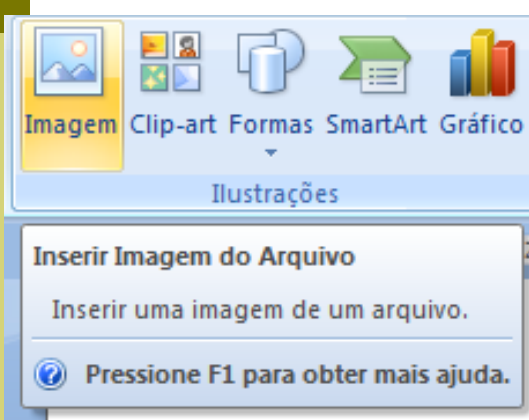 Imagem Clip-art Formas SmartArt Gráfico
Ilustrações
Inserir Imagem do Arquivo
Inserir uma imagem de um arquivo.
Pressione F1 para obter mais ajuda.